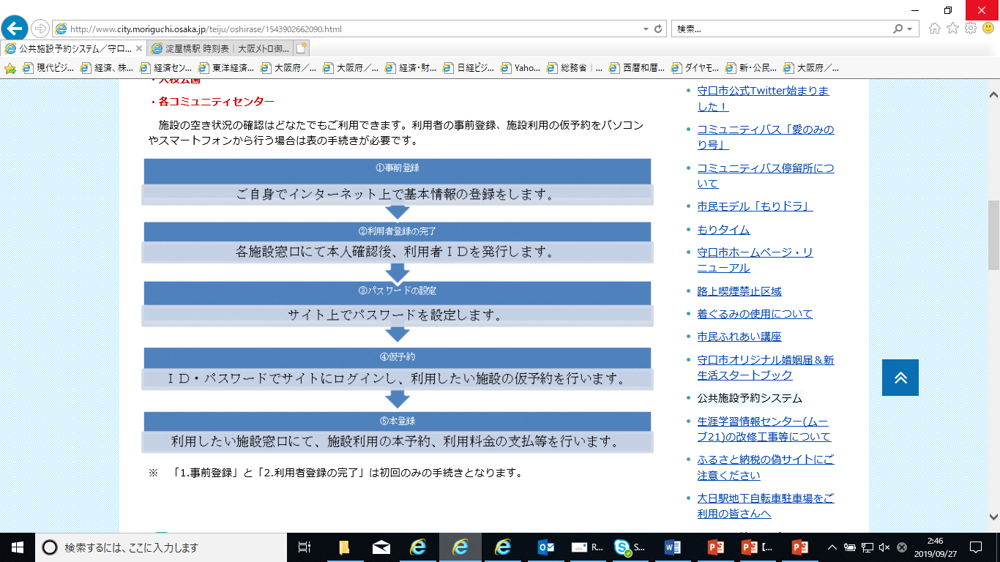 http://www.city.moriguchi.osaka.jp/teiju/oshirase/1543902662090.html
検索...
公共施設予約システム／守口...
淀屋橋駅 時刻表｜大阪メトロ御...
現代ビジ...
経済、株...
経済セン...
東洋経済...
大阪府／...
大阪府／...
経済・財...
日経ビジ...
Yaho...
総務省｜...
西暦和暦...
ダイヤモ...
新・公民...
大阪府／...
・大枝公園
・各コミュニティセンター
施設の空き状況の確認はどなたでもご利用できます。利用者の事前登録、施設利用の仮予約をパソコン
やスマートフォンから行う場合は表の手続きが必要です。
①事前登録
ご自身でインターネット上で基本情報の登録をします。
②利用者登録の完了
各施設窓口にて本人確認後、利用者ＩＤを発行します。
③パスワードの設定
サイト上でパスワードを設定します。
④仮予約
ＩＤ・パスワードでサイトにログインし、利用したい施設の仮予約を行います。
⑤本登録
利用したい施設窓口にて、施設利用の本予約、利用料金の支払等を行います。
※　「1.事前登録」と「2.利用者登録の完了」は初回のみの手続きとなります。
守口市公式Twitter始まりま
した！
コミュニティバス「愛のみの
り号」
コミュニティバス停留所につ
いて
市民モデル「もりドラ」
もりタイム
守口市ホームページ・リ
ニューアル
路上喫煙禁止区域
着ぐるみの使用について
市民ふれあい講座
守口市オリジナル婚姻届＆新
生活スタートブック
公共施設予約システム
生涯学習情報センター(ムー
ブ21)の改修工事等について
ふるさと納税の偽サイトにご
注意ください
大日駅地下自転車駐車場をご
利用の皆さんへ
検索するには、ここに入力します
R...
S...
[...
2:46
2019/09/27